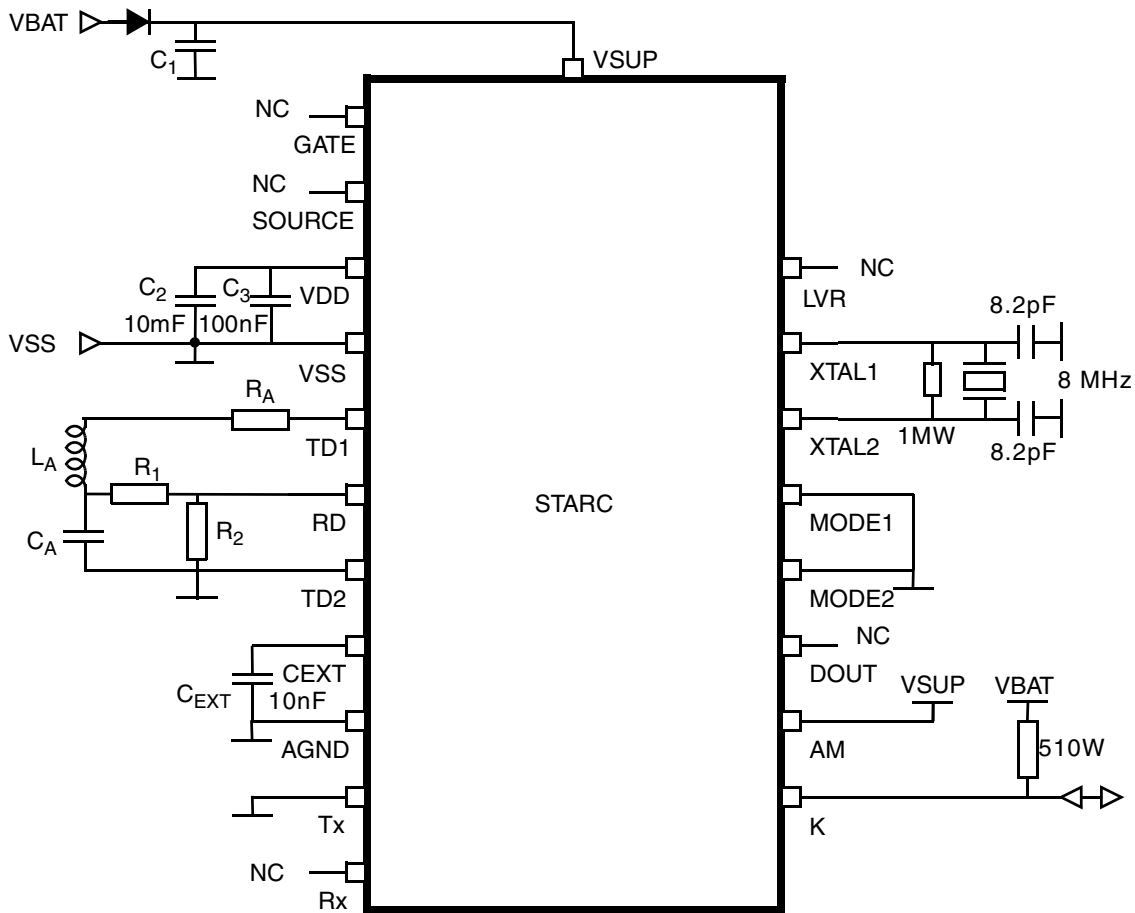 VBAT
C1
VSUP
NC
GATE
NC
SOURCE
NC
LVR
C2
C3
VDD
10mF
100nF
8.2pF
VSS
VSS
XTAL1
8 MHz
RA
TD1
XTAL2
1MW
8.2pF
LA
R1
STARC
RD
R2
MODE1
CA
TD2
MODE2
CEXT
CEXT
10nF
NC
DOUT
VSUP
VBAT
AGND
AM
510W
Tx
K
NC
Rx